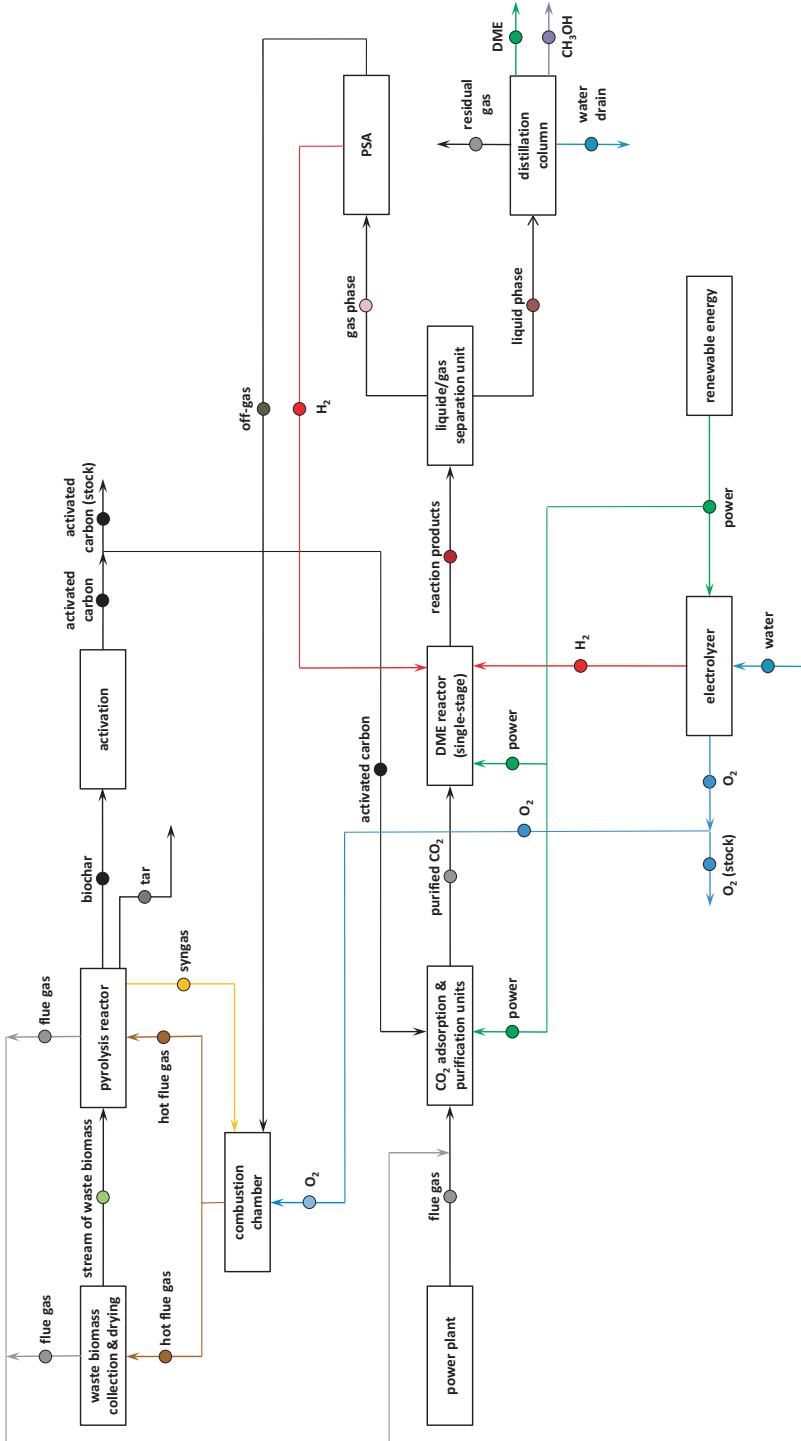 flue gas
flue gas
waste biomass
collection & drying
stream of waste biomass
pyrolysis reactor
biochar
activation
activated
carbon
activated
carbon (stock)
tar
hot flue gas
hot flue gas
syngas
combustion
chamber
off-gas
O₂
H₂
PSA
activated carbon
gas phase
power plant
flue gas
CO₂ adsorption &
purification units
purified CO₂
DME reactor
(single-stage)
reaction products
liquide/gas
separation unit
liquid phase
residual
gas
distillation
column
DME
CH₃OH
water
drain
power
O₂
power
H₂
O₂ (stock)
O₂
electrolyzer
power
renewable energy
water